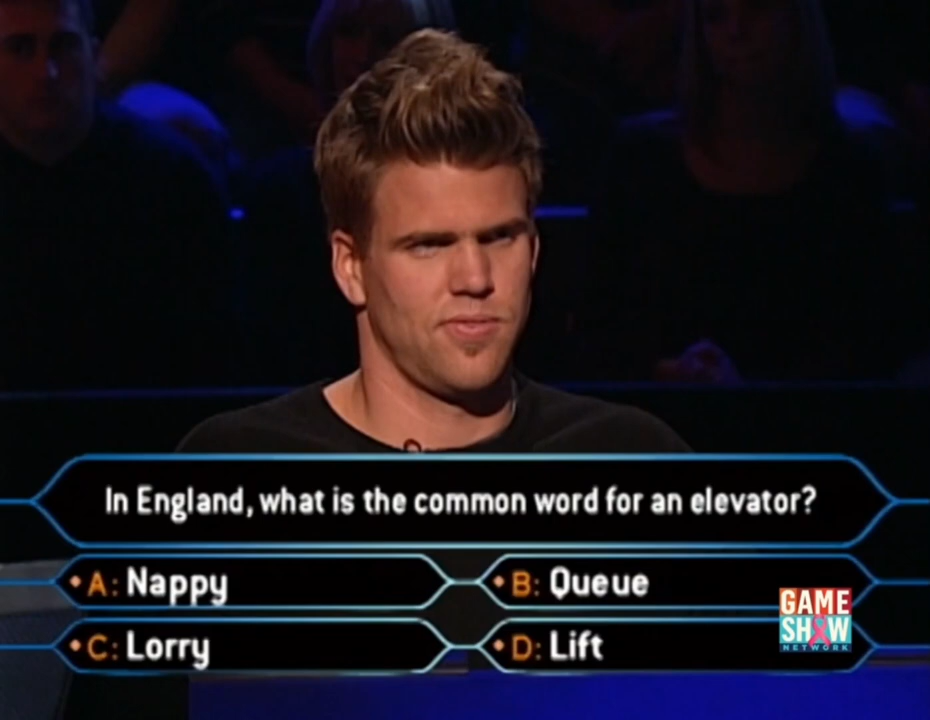 In England, what is the common word for an elevator?
A: Nappy
B: Queue
C: Lorry
D: Lift
GAME
SHOW
NETWORK